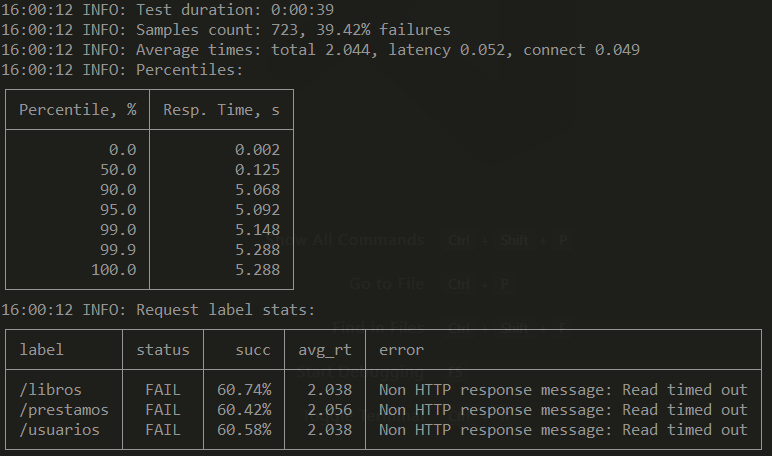 16:00:12 INFO: Test duration: 0:00:39
16:00:12 INFO: Samples count: 723, 39.42% failures
16:00:12 INFO: Average times: total 2.044, latency 0.052, connect 0.049
16:00:12 INFO: Percentiles:
Percentile, % Resp. Time, s
0.0 0.002
50.0 0.125
90.0 5.068
95.0 5.092
99.0 5.148
99.9 5.288
100.0 5.288
Show All Commands Ctrl + Shift + P
Go to File Ctrl + P
16:00:12 INFO: Request label stats:
Find in Files Ctrl + Shift + F
label status succ avg_rt error
Start Debugging F5
/libros FAIL 60.74% 2.038 Non HTTP response message: Read timed out
/prestamos FAIL 60.42% 2.056 Non HTTP response message: Read timed out
/usuarios FAIL 60.58% 2.038 Non HTTP response message: Read timed out